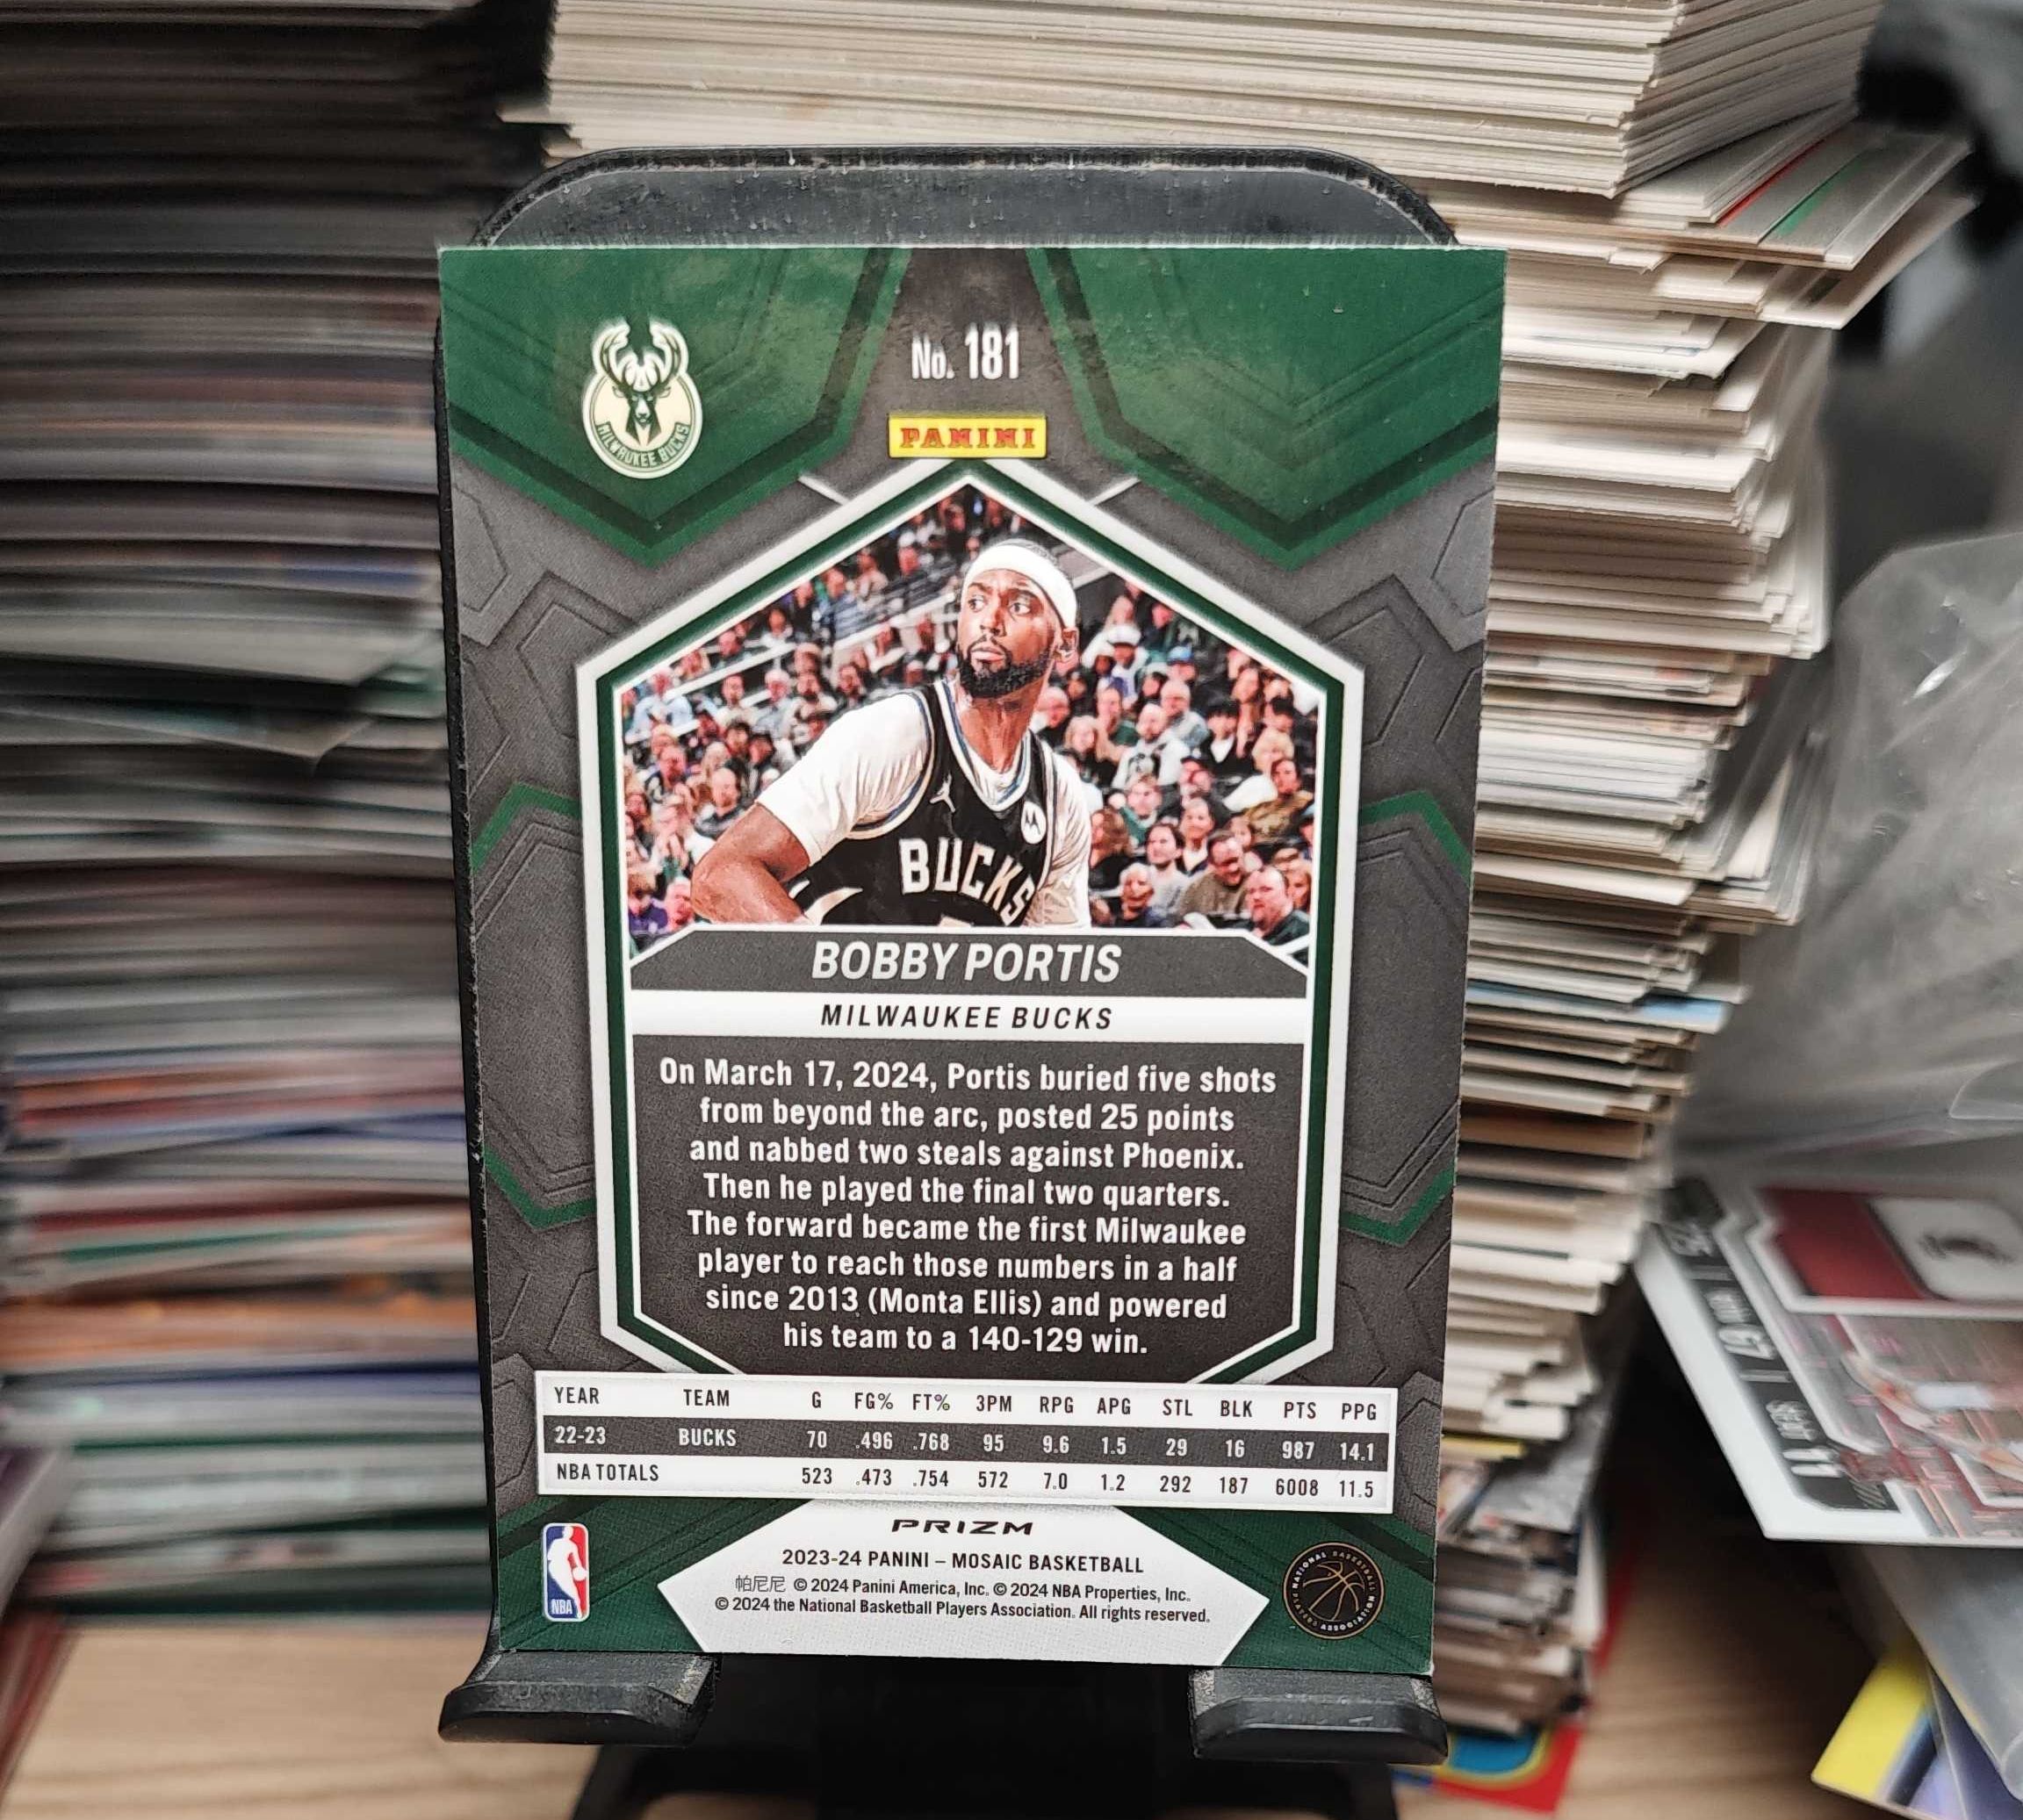 No. 181
MILWAUKEE BUCKS
PANINI
BUCKS
BOBBY PORTIS
MILWAUKEE BUCKS
On March 17, 2024, Portis buried five shots
from beyond the arc, posted 25 points
and nabbed two steals against Phoenix.
Then he played the final two quarters.
The forward became the first Milwaukee
player to reach those numbers in a half
since 2013 (Monta Ellis) and powered
his team to a 140-129 win.
YEAR TEAM G FG% FT% 3PM RPG APG STL BLK PTS PPG
22-23 BUCKS 70 .496 .768 95 9.6 1.5 29 16 987 14.1
NBA TOTALS 523 .473 .754 572 7.0 1.2 292 187 6008 11.5
PRIZM
2023-24 PANINI – MOSAIC BASKETBALL
帕尼尼 © 2024 Panini America, Inc. © 2024 NBA Properties, Inc.
© 2024 the National Basketball Players Association. All rights reserved.
NBA
NATIONAL BASKETBALL PLAYERS ASSOCIATION